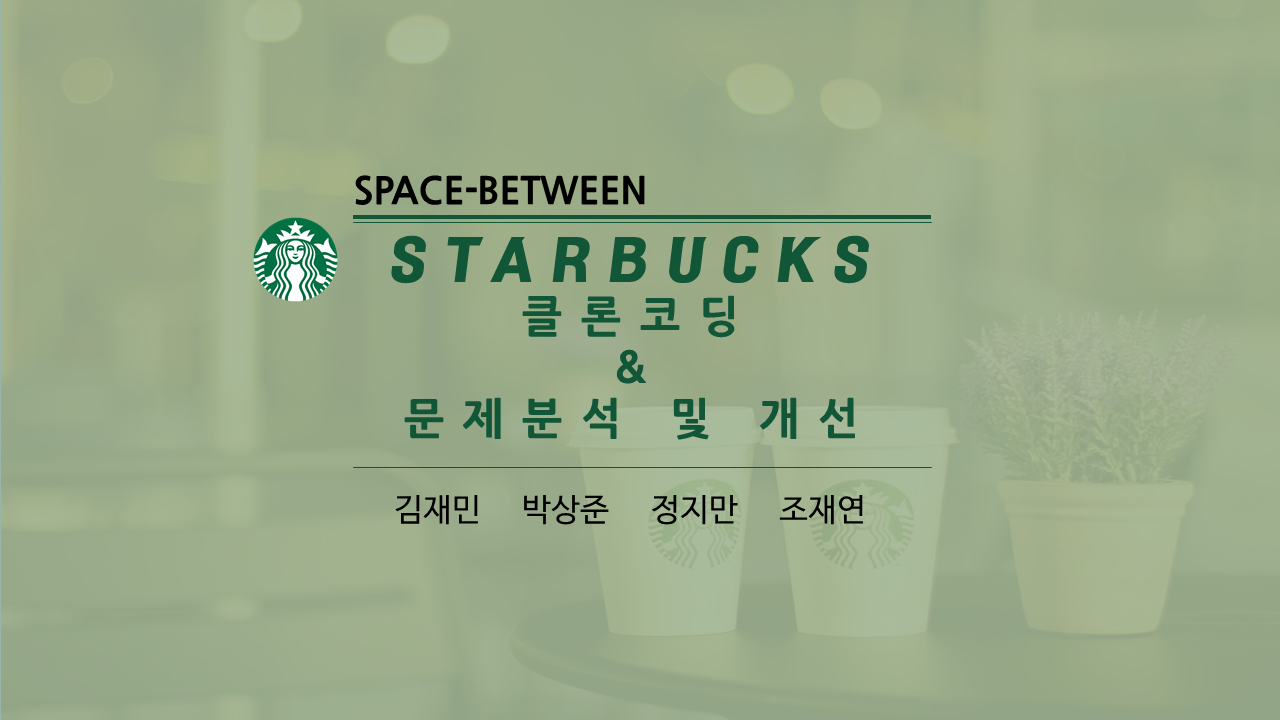 SPACE-BETWEEN
STARBUCKS
클론코딩
&
문제분석 및 개선
김재민 박상준 정지만 조재연